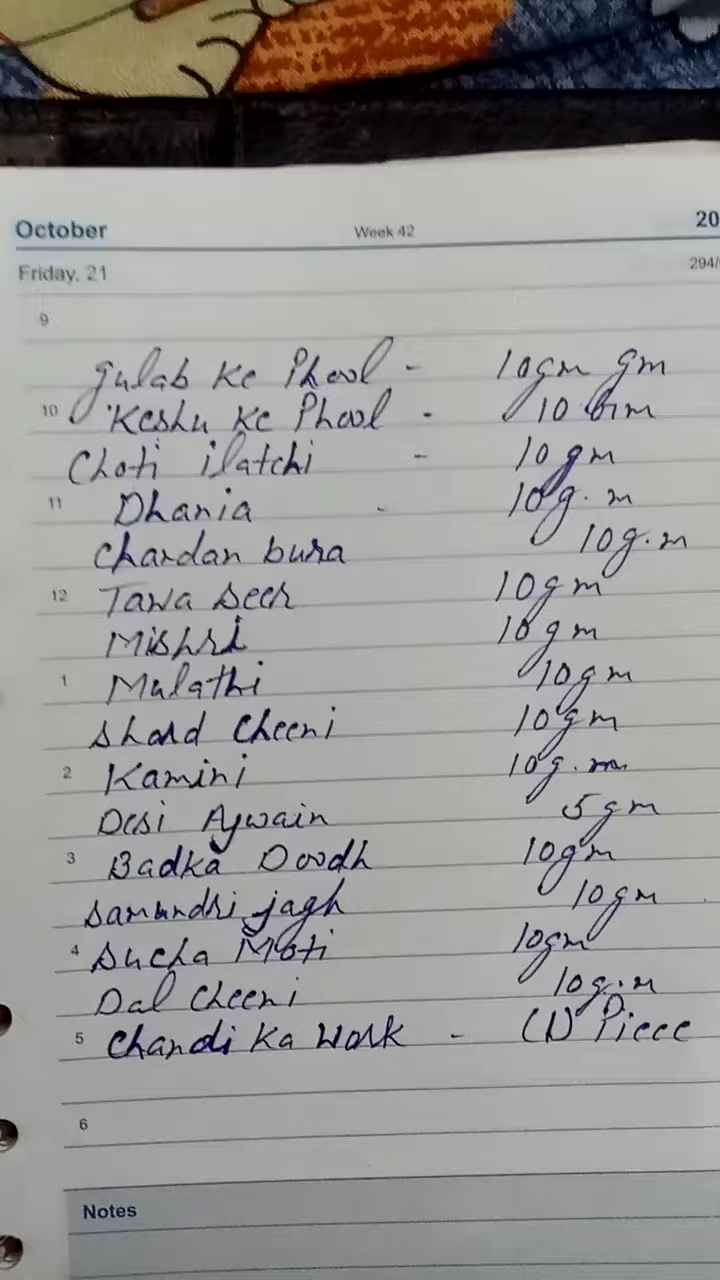 October Week 42 20
Friday, 21 294/
9
Gulab Ke Phool - 10gm gm
10 Keshu Ke Phool - 10 Gm
Choti ilatchi - 10 gm
11 Dhania - 10g.m
Chandan bura 10g.m
12 Tawa seer 10gm
Mishri 10gm
1 Mulathi 10gm
Sheetal Cheeni 10gm
2 Kamini 10g.m
Desi Ajwain 5gm
3 Badka Doodh 10gm
Samundri jagh 10gm
4 Sucha Moti 10gm
Dal Cheeni 10g.m
5 Chandi Ka Work - (1) Piece
6
Notes